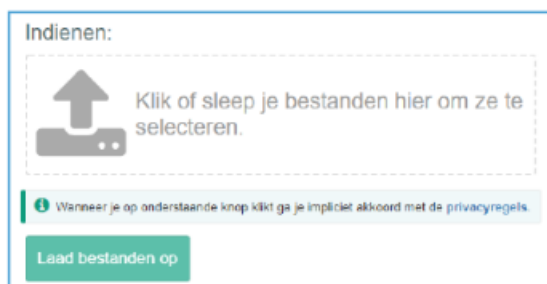 Indienen:
Klik of sleep je bestanden hier om ze te
selecteren.
Wanneer je op onderstaande knop klikt ga je impliciet akkoord met de privacyregels.
Laad bestanden op